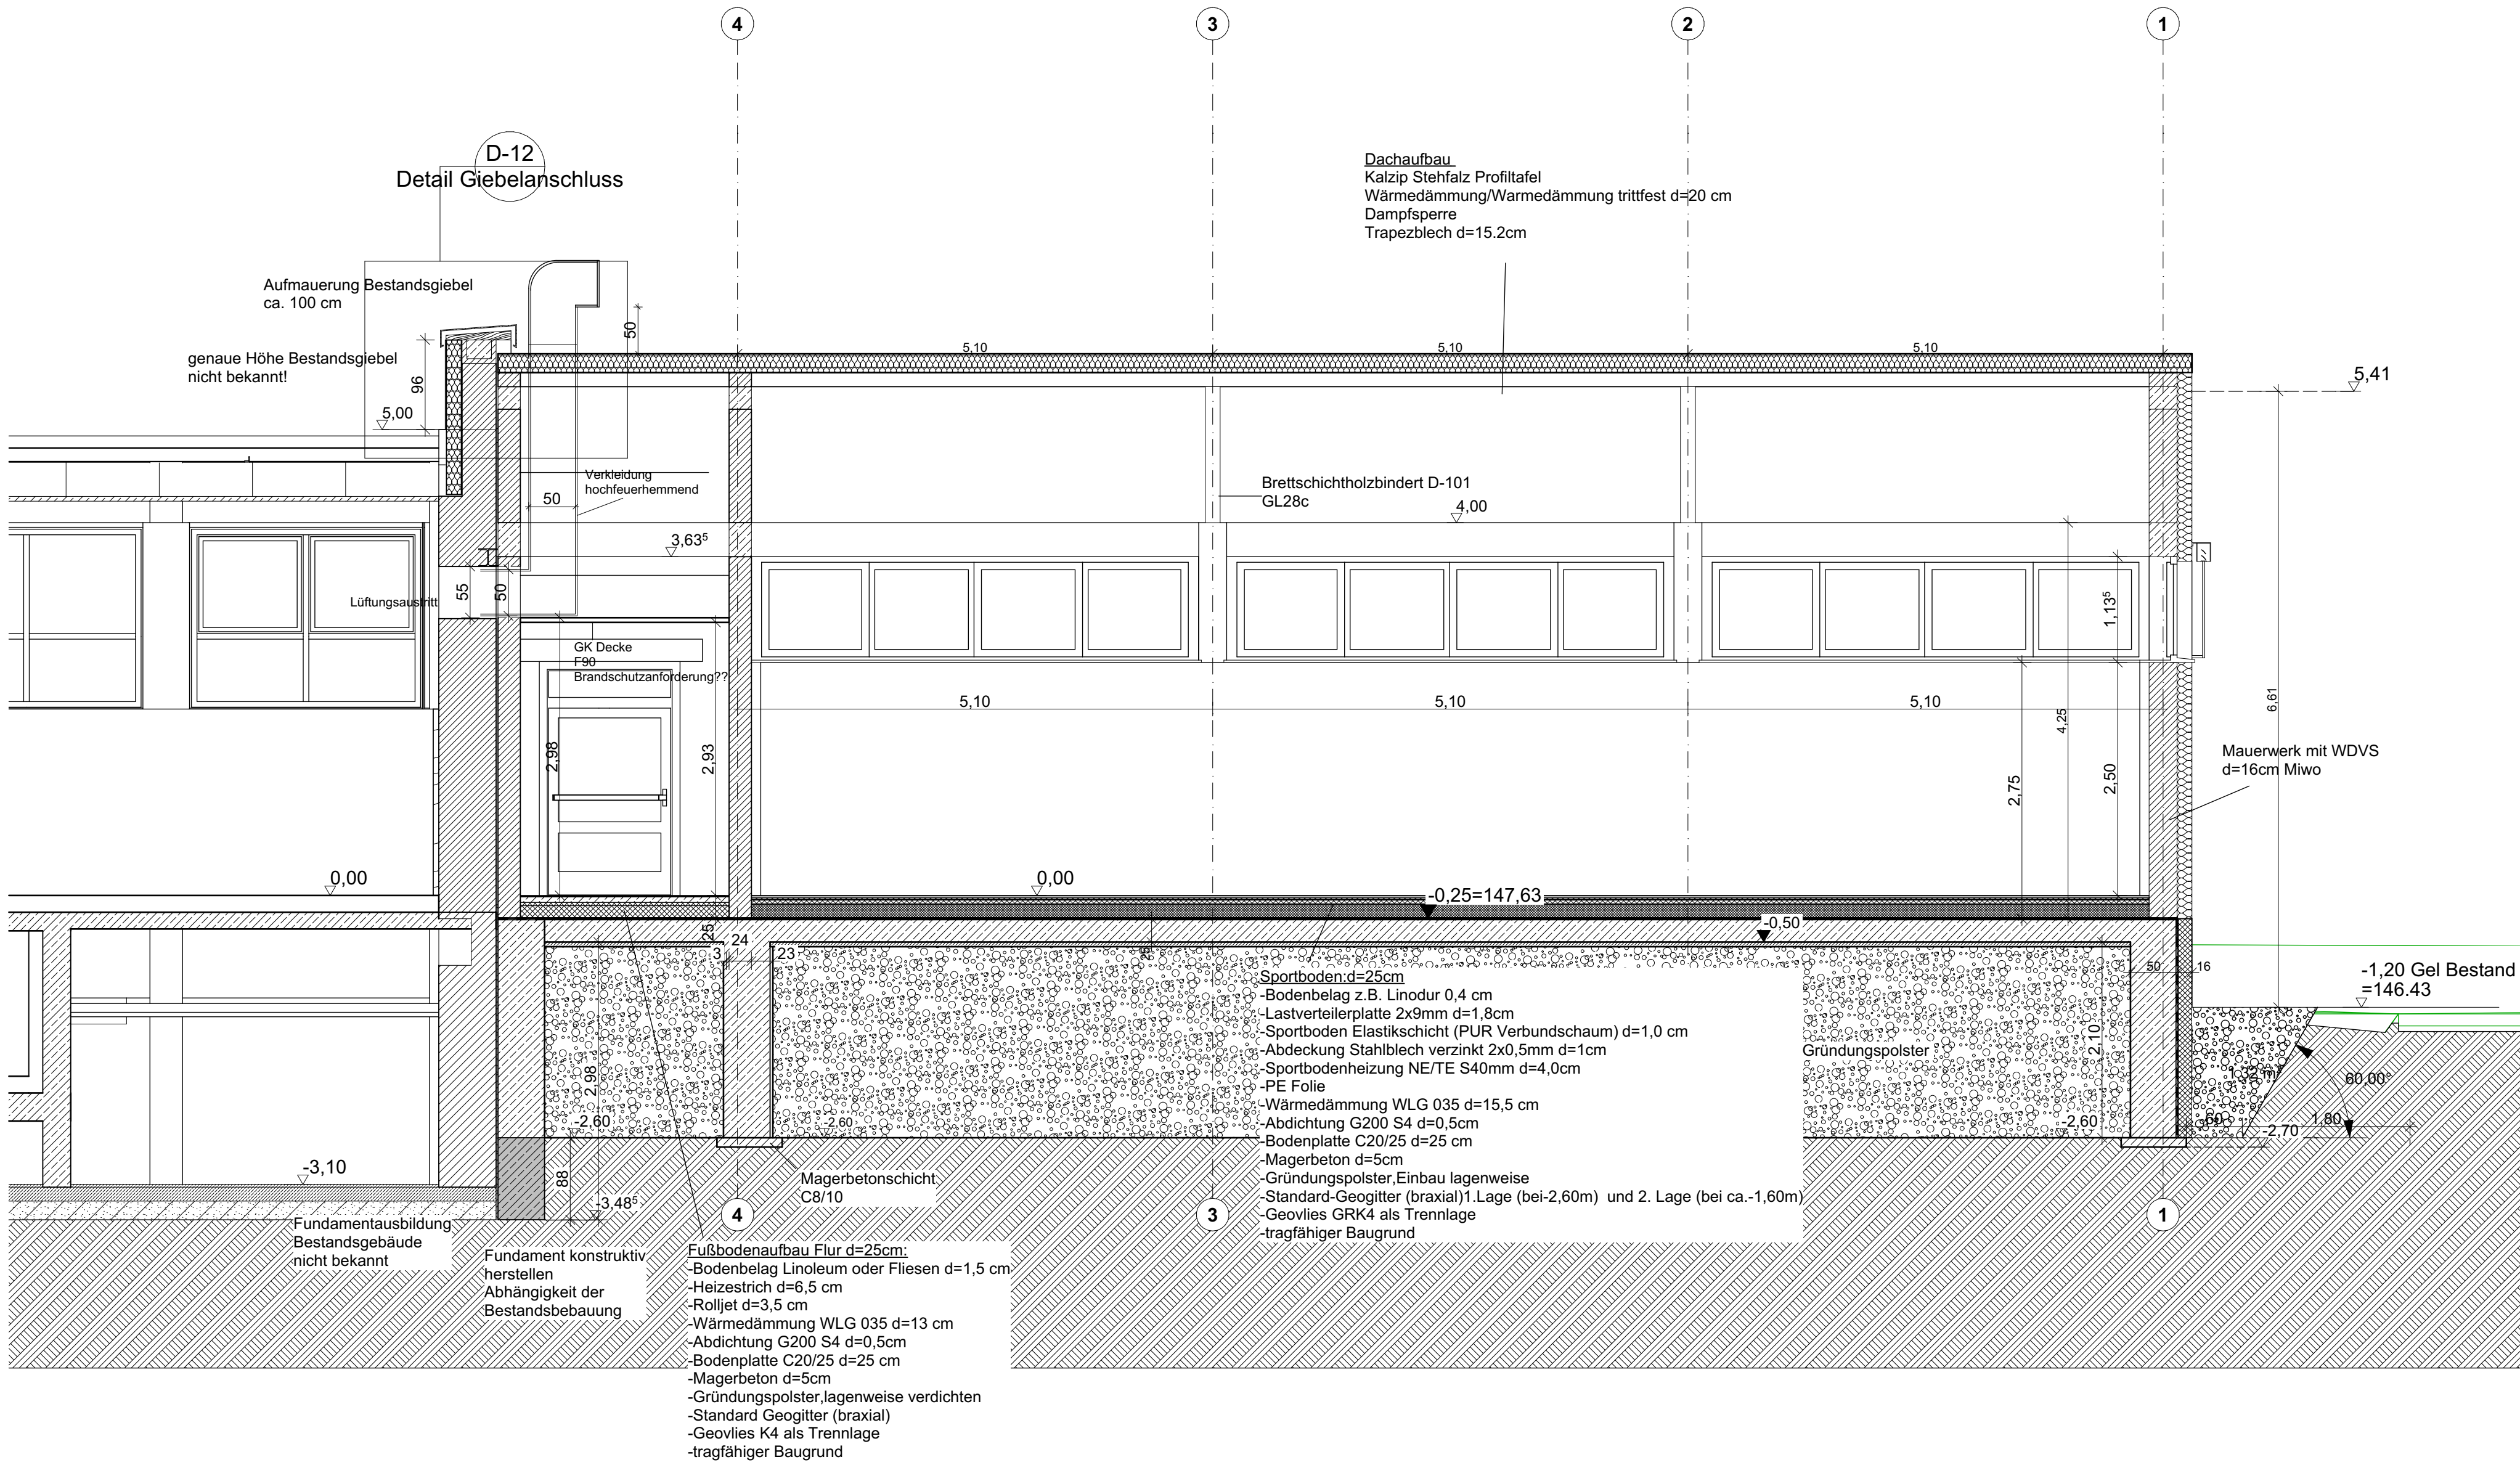 4
3
2
1
D-12
Detail Giebelanschluss
Dachaufbau
Kalzip Stehfalz Profiltafel
Wärmedämmung/Warmedämmung trittfest d=20 cm
Dampfsperre
Trapezblech d=15.2cm
Aufmauerung Bestandsgiebel
ca. 100 cm
genaue Höhe Bestandsgiebel
nicht bekannt!
50
5,10
5,10
5,10
96
5,00
5,41
Verkleidung
hochfeuerhemmend
50
Brettschichtholzbindert D-101
GL28c
4,00
3,63⁵
55
50
Lüftungsaustritt
1,13⁵
GK Decke
F90
Brandschutzanforderung??
5,10
5,10
5,10
6,61
4,25
2,98
2,93
2,75
2,50
Mauerwerk mit WDVS
d=16cm Miwo
0,00
0,00
-0,25=147,63
-0,50
25
24
3
23
25
50
16
-1,20 Gel Bestand
=146.43
Sportboden:d=25cm
-Bodenbelag z.B. Linodur 0,4 cm
-Lastverteilerplatte 2x9mm d=1,8cm
-Sportboden Elastikschicht (PUR Verbundschaum) d=1,0 cm
-Abdeckung Stahlblech verzinkt 2x0,5mm d=1cm
-Sportbodenheizung NE/TE S40mm d=4,0cm
-PE Folie
-Wärmedämmung WLG 035 d=15,5 cm
-Abdichtung G200 S4 d=0,5cm
-Bodenplatte C20/25 d=25 cm
-Magerbeton d=5cm
-Gründungspolster,Einbau lagenweise
-Standard-Geogitter (braxial)1.Lage (bei-2,60m)  und 2. Lage (bei ca.-1,60m)
-Geovlies GRK4 als Trennlage
-tragfähiger Baugrund
Gründungspolster
2,10
60,00°
2,98
-2,60
-2,60
-2,60
60
1,80
-2,70
-3,10
88
-3,48⁵
Magerbetonschicht
C8/10
4
3
1
Fundamentausbildung
Bestandsgebäude
nicht bekannt
Fundament konstruktiv
herstellen
Abhängigkeit der
Bestandsbebauung
Fußbodenaufbau Flur d=25cm:
-Bodenbelag Linoleum oder Fliesen d=1,5 cm
-Heizestrich d=6,5 cm
-Rolljet d=3,5 cm
-Wärmedämmung WLG 035 d=13 cm
-Abdichtung G200 S4 d=0,5cm
-Bodenplatte C20/25 d=25 cm
-Magerbeton d=5cm
-Gründungspolster,lagenweise verdichten
-Standard Geogitter (braxial)
-Geovlies K4 als Trennlage
-tragfähiger Baugrund